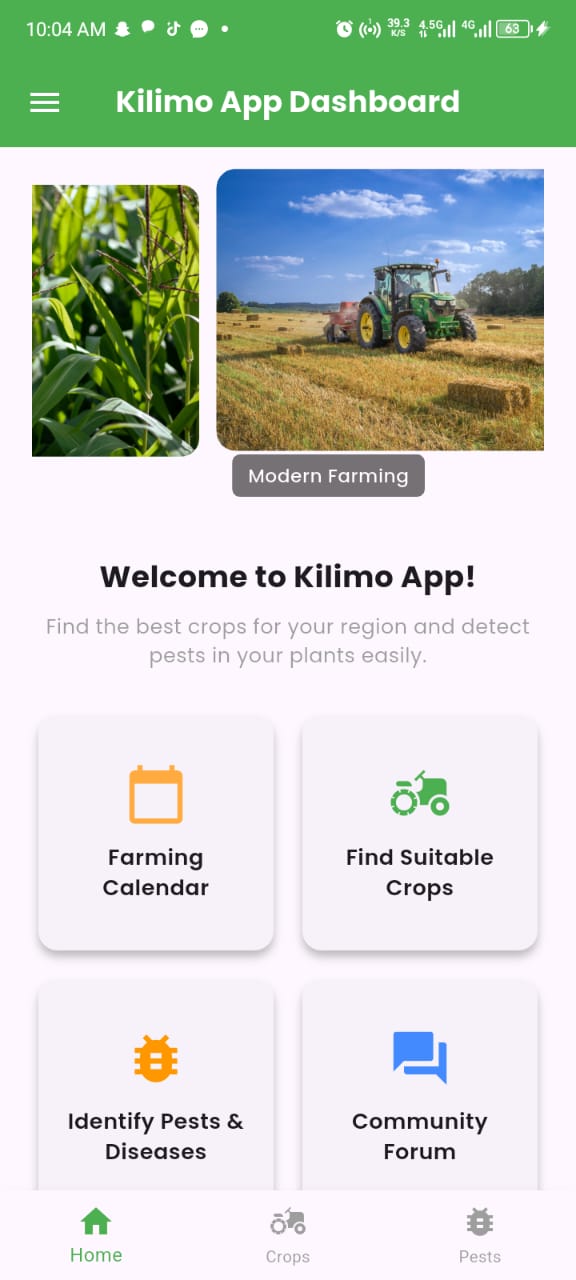 10:04 AM
1
39.3
K/S
4.5G
4G
63
Kilimo App Dashboard
Modern Farming
Welcome to Kilimo App!
Find the best crops for your region and detect
pests in your plants easily.
Farming
Calendar
Find Suitable
Crops
Identify Pests &
Diseases
Community
Forum
Home
Crops
Pests